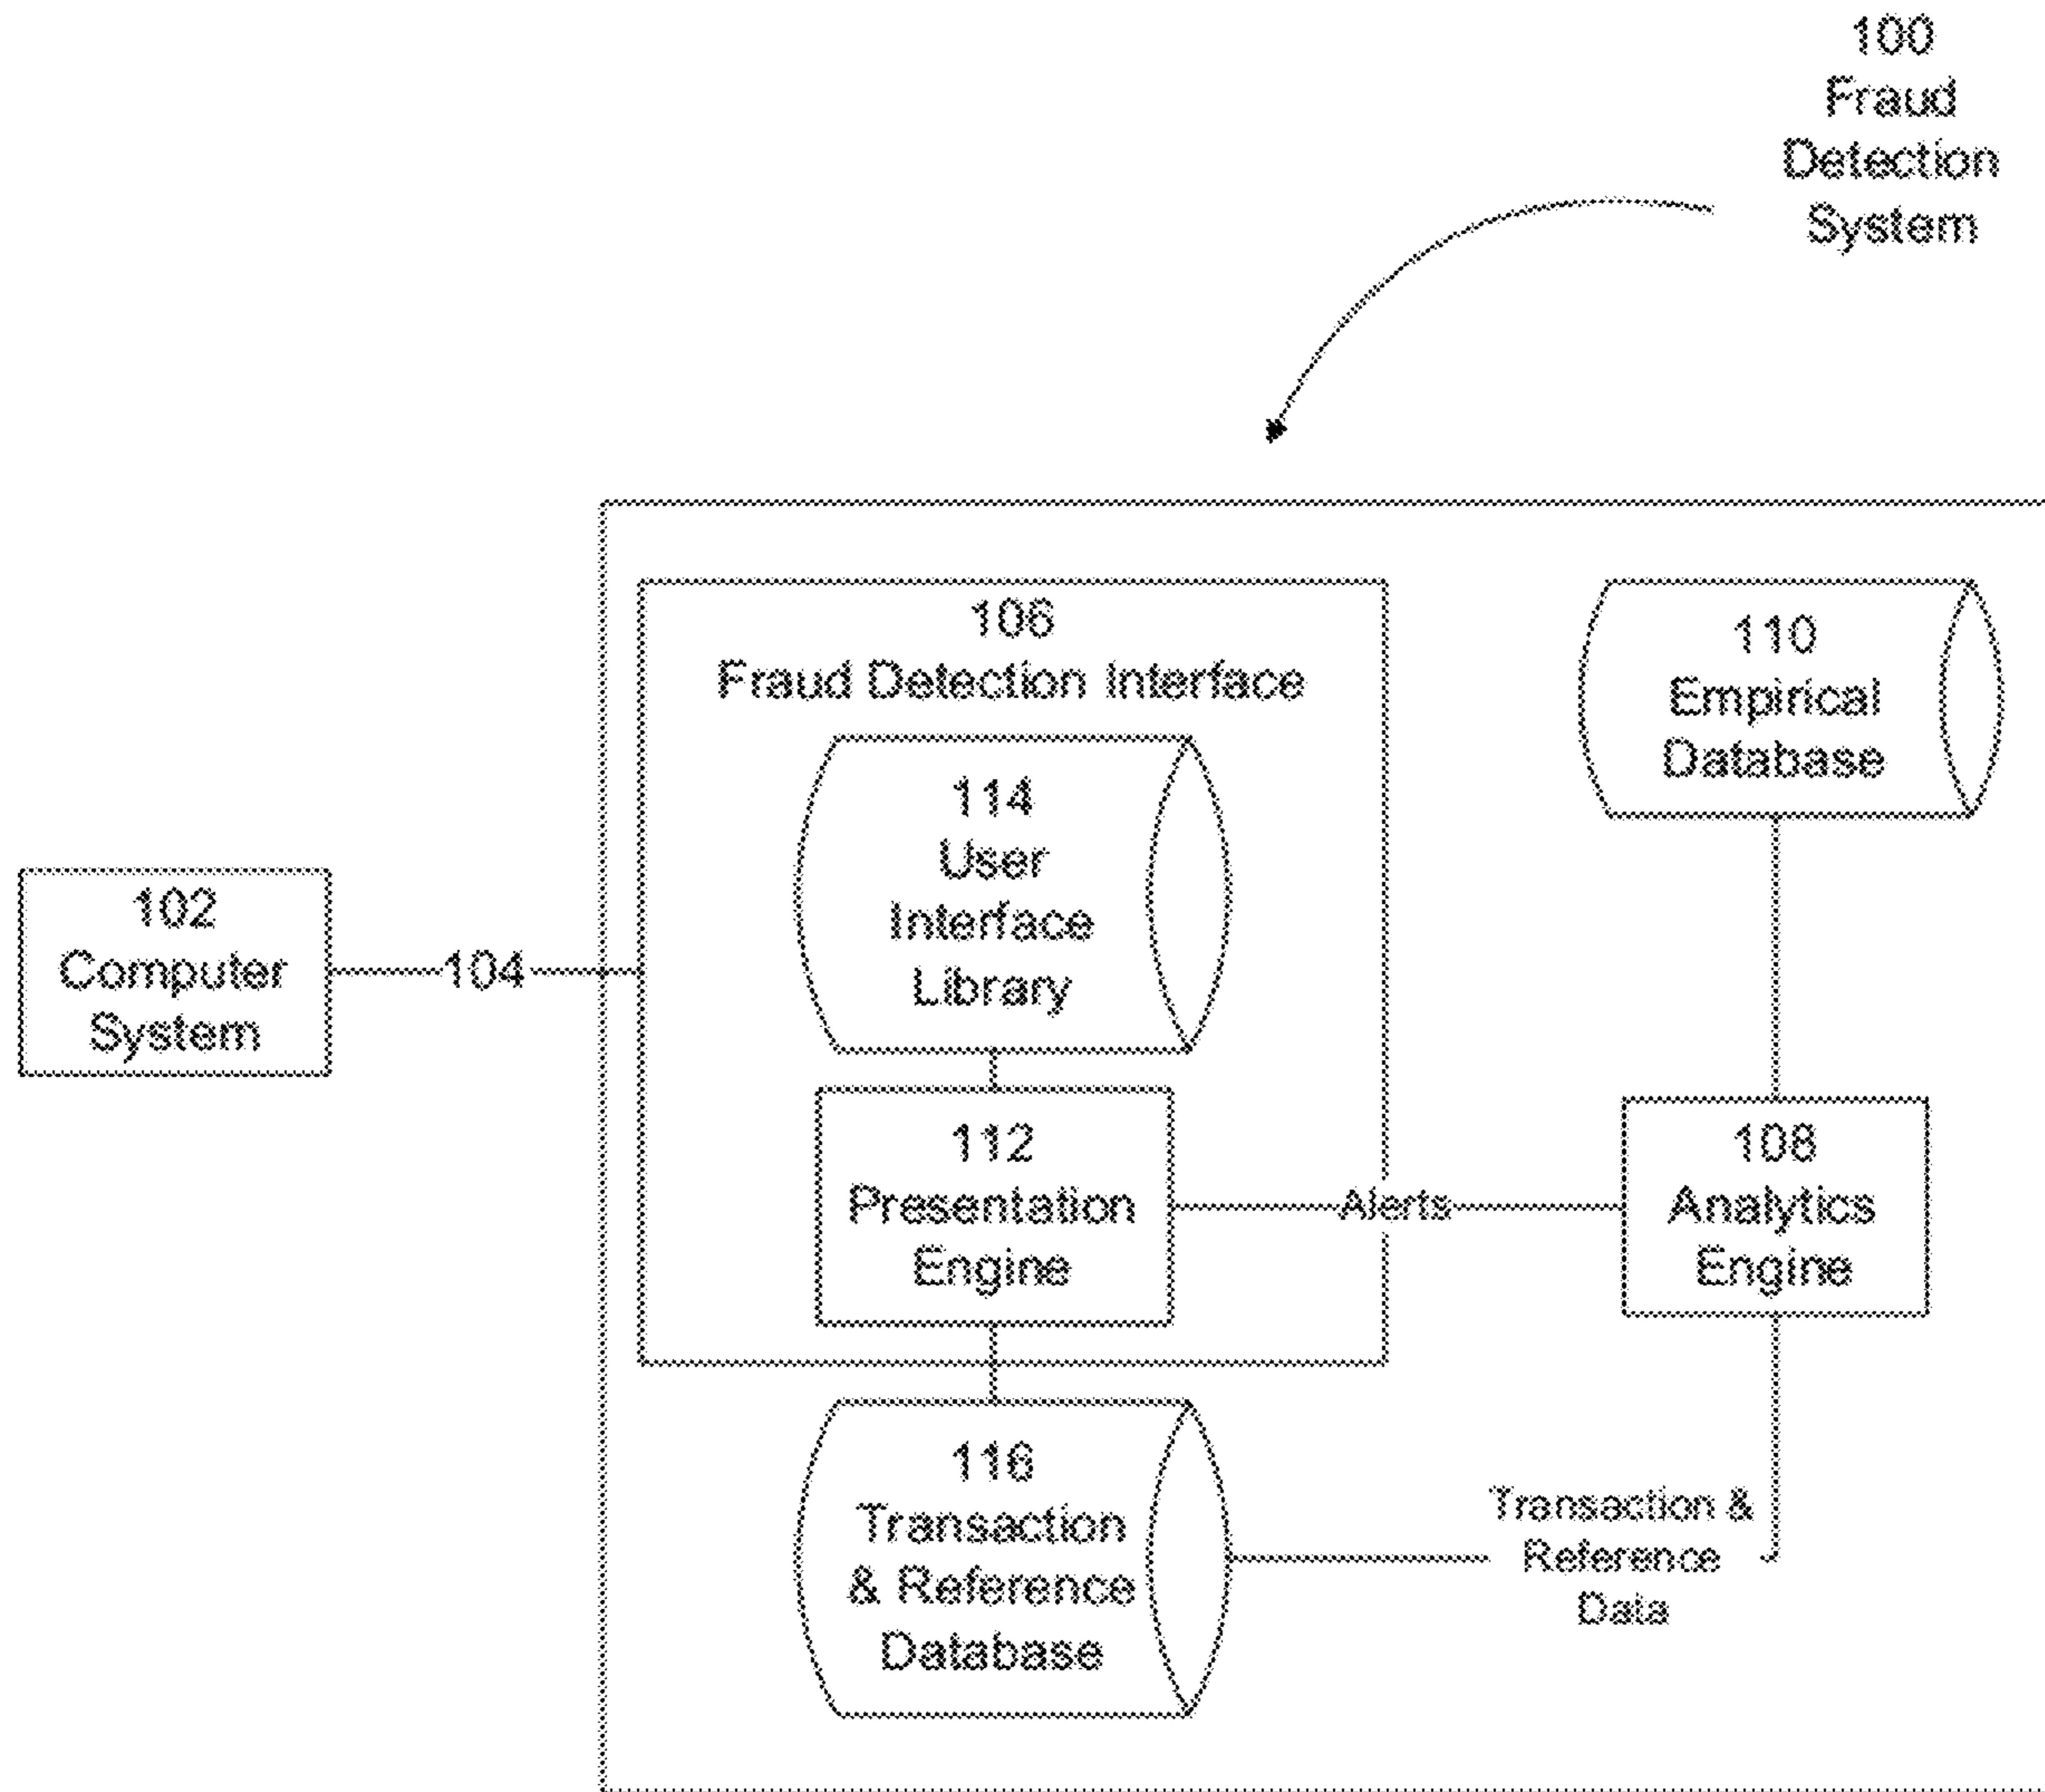 100
Fraud
Detection
System
106
Fraud Detection Interface
110
Empirical
Database
114
User
Interface
Library
102
Computer
System
104
112
Presentation
Engine
Alerts
108
Analytics
Engine
116
Transaction
& Reference
Database
Transaction &
Reference
Data